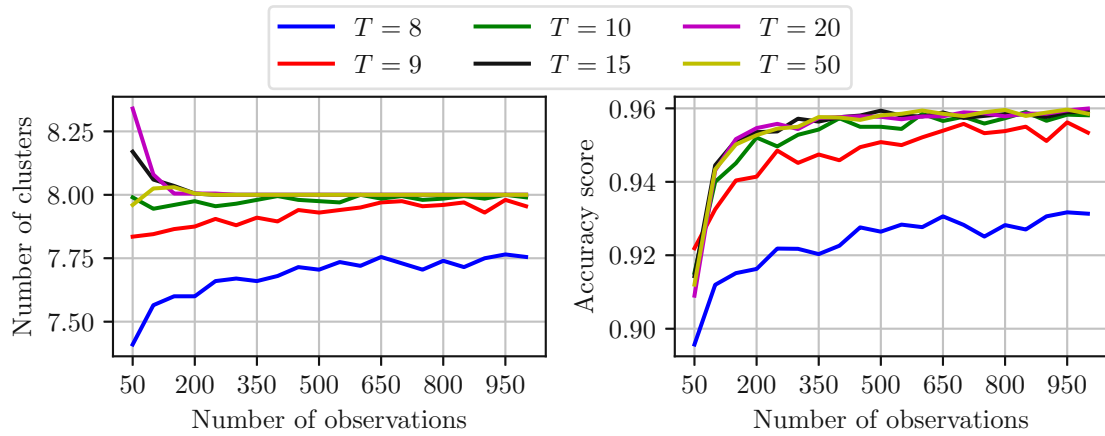 T = 8
T = 10
T = 20
T = 9
T = 15
T = 50
8.25
8.00
7.75
7.50
Number of clusters
50 200 350 500 650 800 950
Number of observations
0.96
0.94
0.92
0.90
Accuracy score
50 200 350 500 650 800 950
Number of observations